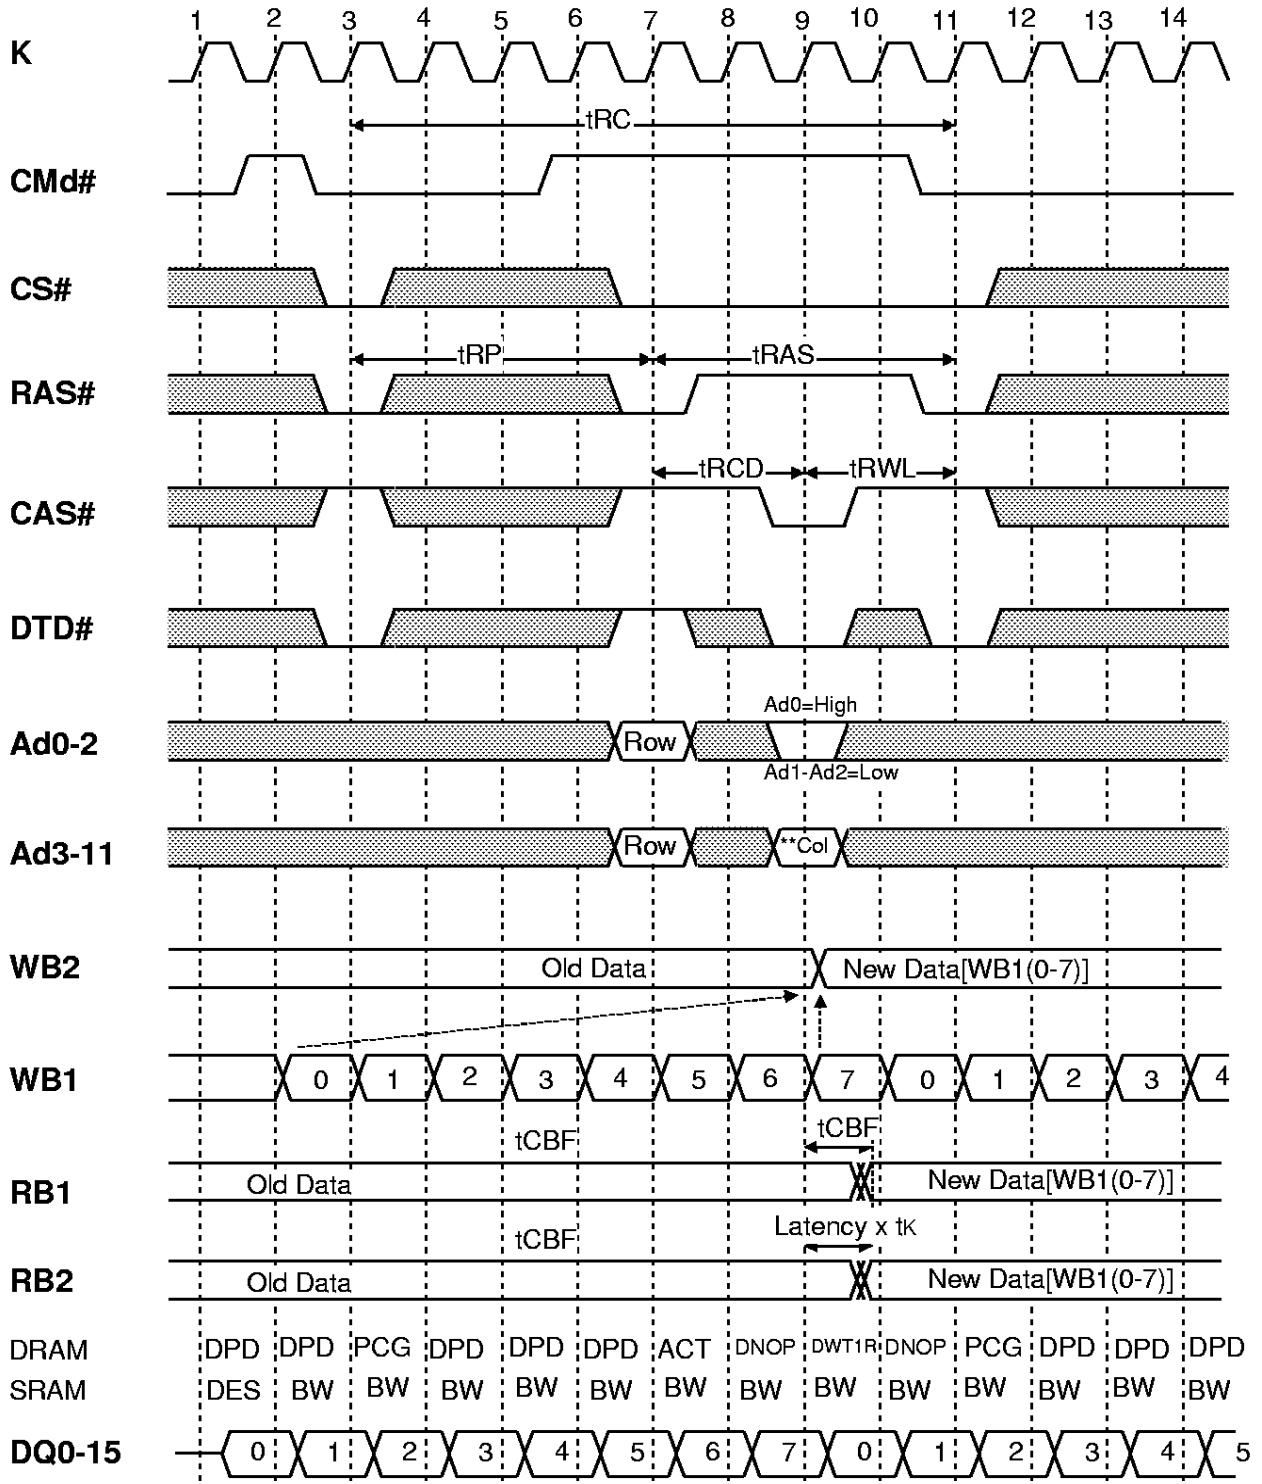 1 2 3 4 5 6 7 8 9 10 11 12 13 14
K
tRC
CMd#
CS#
tRP tRAS
RAS#
tRCD tRWL
CAS#
DTD#
Ad0=High
Ad0-2 Row
Ad1-Ad2=Low
Ad3-11 Row **Col
WB2 Old Data New Data[WB1(0-7)]
WB1 0 1 2 3 4 5 6 7 0 1 2 3 4
tCBF tCBF
RB1 Old Data New Data[WB1(0-7)]
tCBF Latency x tK
RB2 Old Data New Data[WB1(0-7)]
DRAM DPD DPD PCG DPD DPD DPD ACT DNOP DWT1R DNOP PCG DPD DPD DPD
SRAM DES BW BW BW BW BW BW BW BW BW BW BW BW BW
DQ0-15 0 1 2 3 4 5 6 7 0 1 2 3 4 5